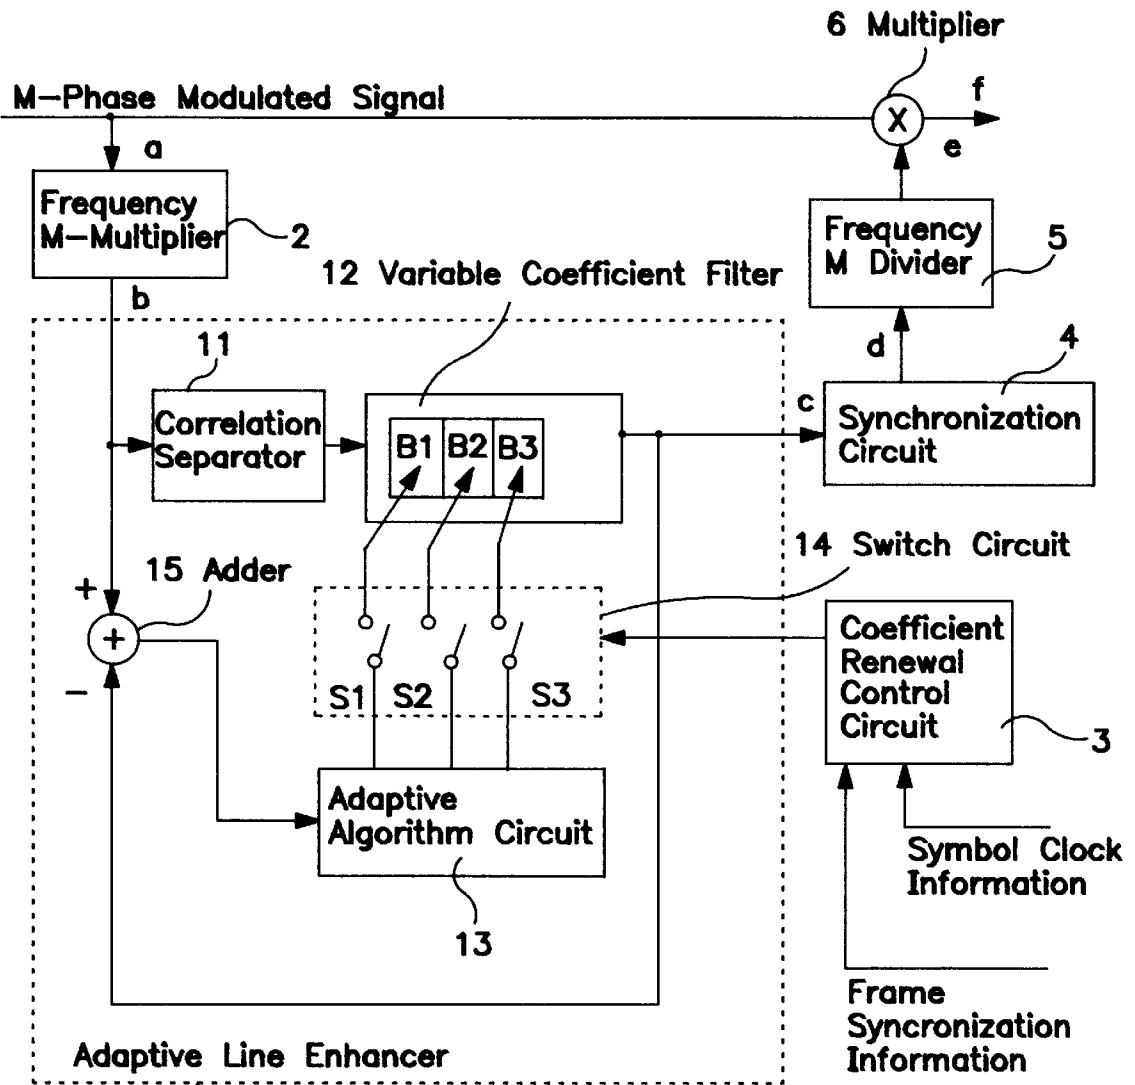 6 Multiplier
M-Phase Modulated Signal
f
X
a
e
Frequency
M-Multiplier
2
Frequency
M Divider
5
12 Variable Coefficient Filter
b
d
11
4
Correlation
Separator
B1 B2 B3
c
Synchronization
Circuit
14 Switch Circuit
15 Adder
+
+
-
S1 S2 S3
Coefficient
Renewal
Control
Circuit
3
Adaptive
Algorithm Circuit
13
Symbol Clock
Information
Frame
Syncronization
Information
Adaptive Line Enhancer